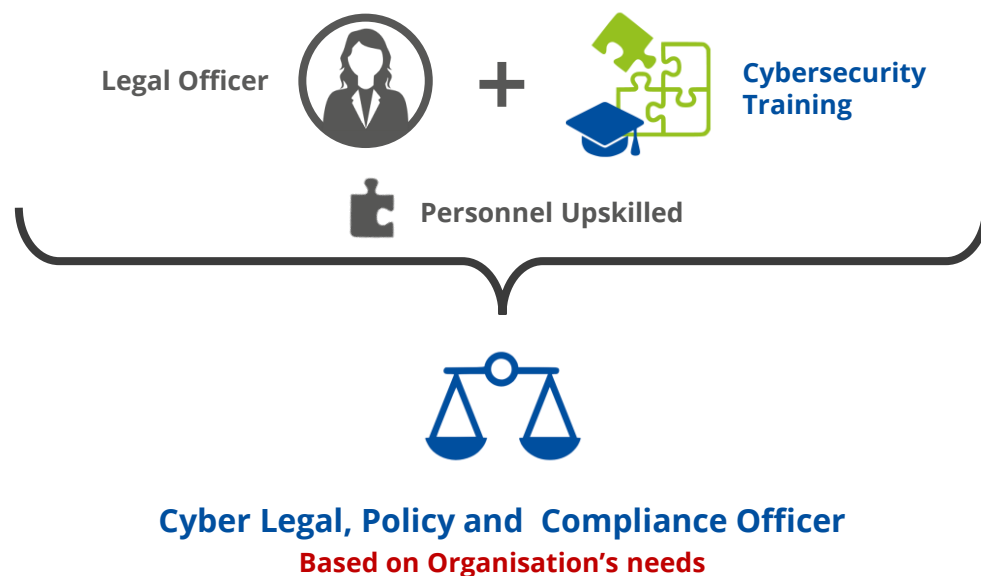 Legal Officer
Cybersecurity
Training
Personnel Upskilled
Cyber Legal, Policy and Compliance Officer
Based on Organisation's needs